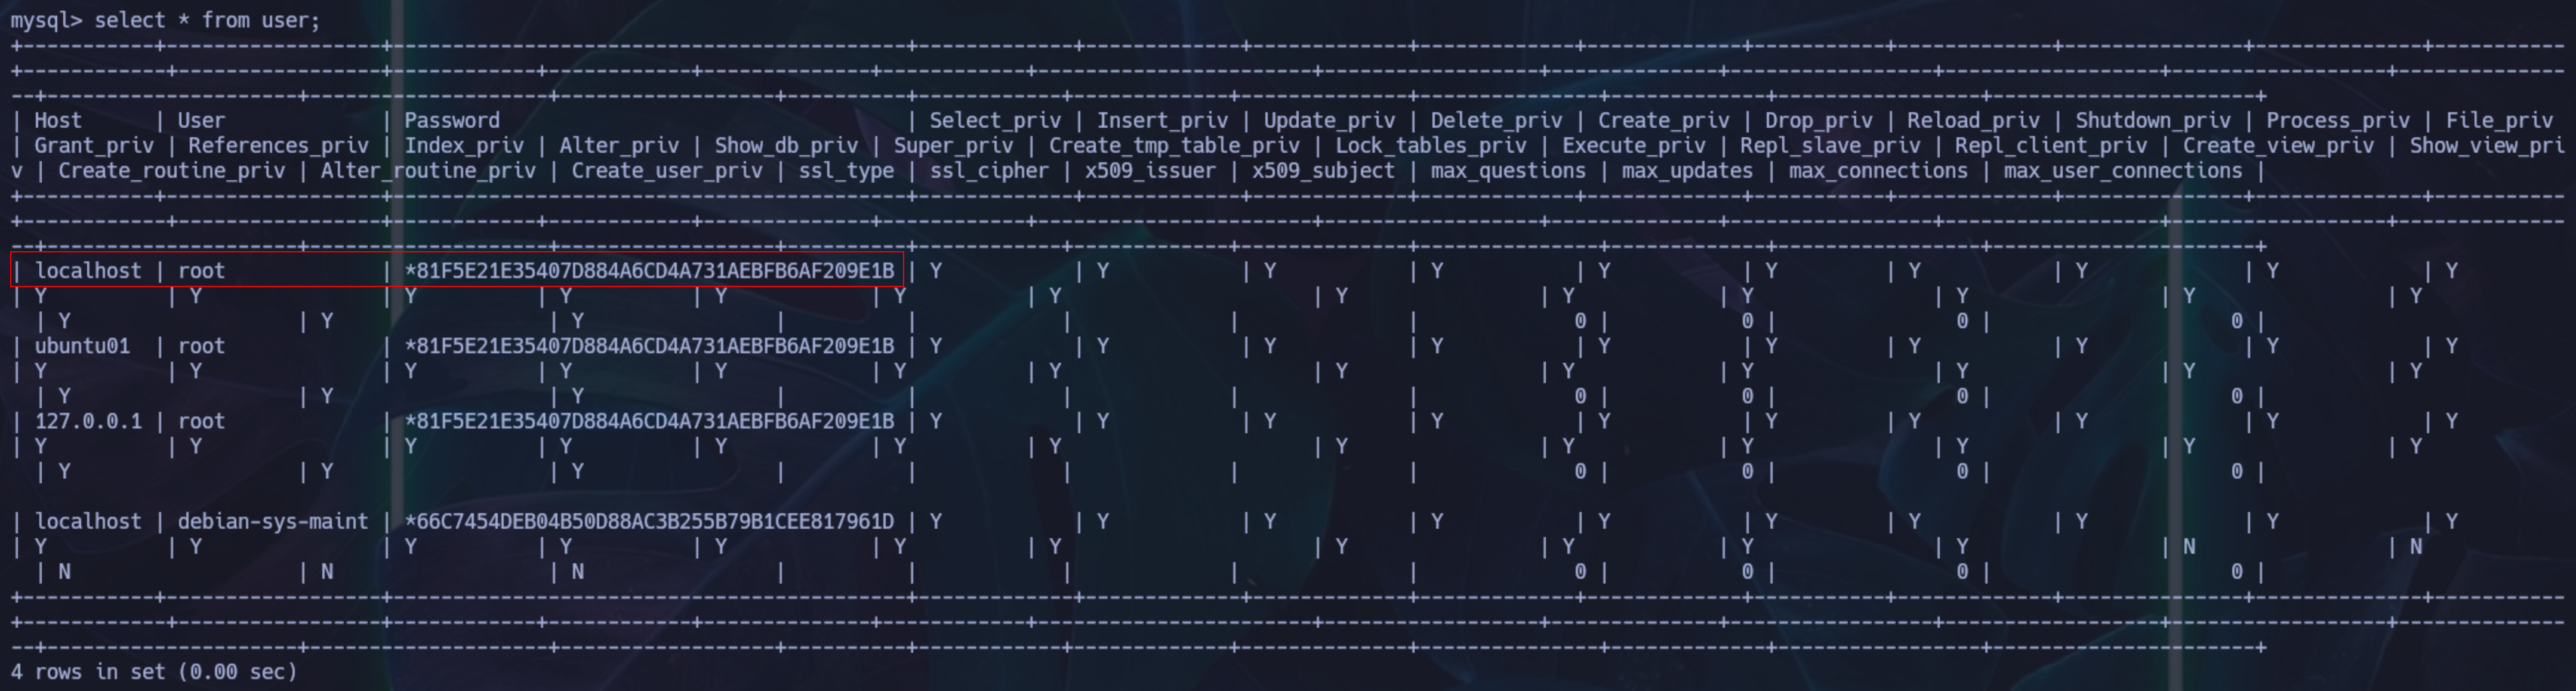 mysql> select * from user;
+-----------+------------------+-------------------------------------------+-------------+-------------+-------------+-------------+-------------+-----------+-------------+---------------+--------------+-----------
+------------+-----------------+------------+------------+--------------+------------+-----------------------+------------------+--------------+-----------------+------------------+------------------+--------------
--+---------------------+--------------------+------------------+----------+------------+-------------+--------------+---------------+-------------+-----------------+----------------------+
| Host      | User             | Password                                  | Select_priv | Insert_priv | Update_priv | Delete_priv | Create_priv | Drop_priv | Reload_priv | Shutdown_priv | Process_priv | File_priv
| Grant_priv | References_priv | Index_priv | Alter_priv | Show_db_priv | Super_priv | Create_tmp_table_priv | Lock_tables_priv | Execute_priv | Repl_slave_priv | Repl_client_priv | Create_view_priv | Show_view_pri
v | Create_routine_priv | Alter_routine_priv | Create_user_priv | ssl_type | ssl_cipher | x509_issuer | x509_subject | max_questions | max_updates | max_connections | max_user_connections |
+-----------+------------------+-------------------------------------------+-------------+-------------+-------------+-------------+-------------+-----------+-------------+---------------+--------------+-----------
+------------+-----------------+------------+------------+--------------+------------+-----------------------+------------------+--------------+-----------------+------------------+------------------+--------------
--+---------------------+--------------------+------------------+----------+------------+-------------+--------------+---------------+-------------+-----------------+----------------------+
| localhost | root             | *81F5E21E35407D884A6CD4A731AEBFB6AF209E1B | Y           | Y           | Y           | Y           | Y           | Y         | Y           | Y             | Y            | Y
| Y          | Y               | Y          | Y          | Y            | Y          | Y                     | Y                | Y            | Y               | Y                | Y                | Y
  | Y                   | Y                  | Y                |          |            |             |              |             0 |           0 |               0 |                    0 |
| ubuntu01  | root             | *81F5E21E35407D884A6CD4A731AEBFB6AF209E1B | Y           | Y           | Y           | Y           | Y           | Y         | Y           | Y             | Y            | Y
| Y          | Y               | Y          | Y          | Y            | Y          | Y                     | Y                | Y            | Y               | Y                | Y                | Y
  | Y                   | Y                  | Y                |          |            |             |              |             0 |           0 |               0 |                    0 |
| 127.0.0.1 | root             | *81F5E21E35407D884A6CD4A731AEBFB6AF209E1B | Y           | Y           | Y           | Y           | Y           | Y         | Y           | Y             | Y            | Y
| Y          | Y               | Y          | Y          | Y            | Y          | Y                     | Y                | Y            | Y               | Y                | Y                | Y
  | Y                   | Y                  | Y                |          |            |             |              |             0 |           0 |               0 |                    0 |
| localhost | debian-sys-maint | *66C7454DEB04B50D88AC3B255B79B1CEE817961D | Y           | Y           | Y           | Y           | Y           | Y         | Y           | Y             | Y            | Y
| Y          | Y               | Y          | Y          | Y            | Y          | Y                     | Y                | Y            | Y               | Y                | N                | N
  | N                   | N                  | N                |          |            |             |              |             0 |           0 |               0 |                    0 |
+-----------+------------------+-------------------------------------------+-------------+-------------+-------------+-------------+-------------+-----------+-------------+---------------+--------------+-----------
+------------+-----------------+------------+------------+--------------+------------+-----------------------+------------------+--------------+-----------------+------------------+------------------+--------------
--+---------------------+--------------------+------------------+----------+------------+-------------+--------------+---------------+-------------+-----------------+----------------------+
4 rows in set (0.00 sec)